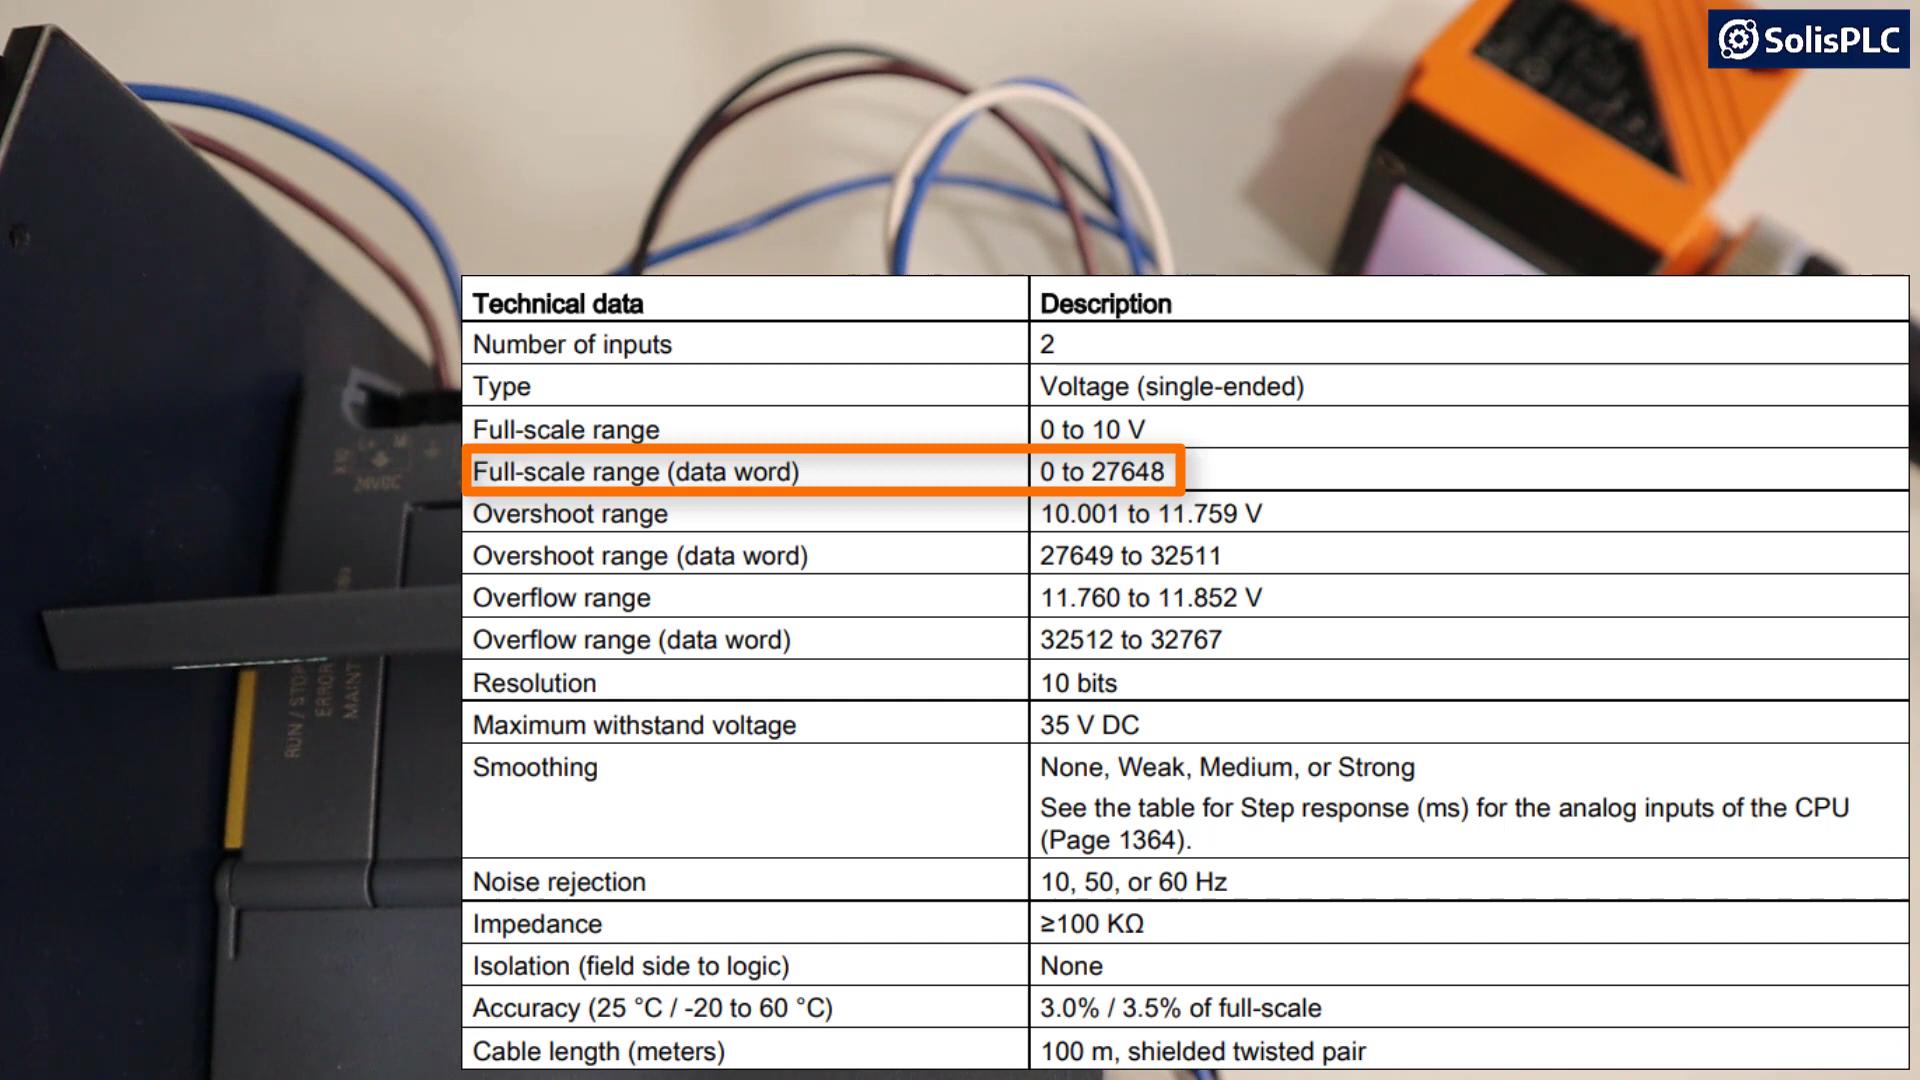 SolisPLC
Technical data Description
Number of inputs 2
Type Voltage (single-ended)
Full-scale range 0 to 10 V
Full-scale range (data word) 0 to 27648
Overshoot range 10.001 to 11.759 V
Overshoot range (data word) 27649 to 32511
Overflow range 11.760 to 11.852 V
Overflow range (data word) 32512 to 32767
Resolution 10 bits
Maximum withstand voltage 35 V DC
Smoothing None, Weak, Medium, or Strong
See the table for Step response (ms) for the analog inputs of the CPU
(Page 1364).
Noise rejection 10, 50, or 60 Hz
Impedance ≥100 KΩ
Isolation (field side to logic) None
Accuracy (25 °C / -20 to 60 °C) 3.0% / 3.5% of full-scale
Cable length (meters) 100 m, shielded twisted pair
X10
L+ M
24VDC
RUN / STOP
ERROR
MAINT